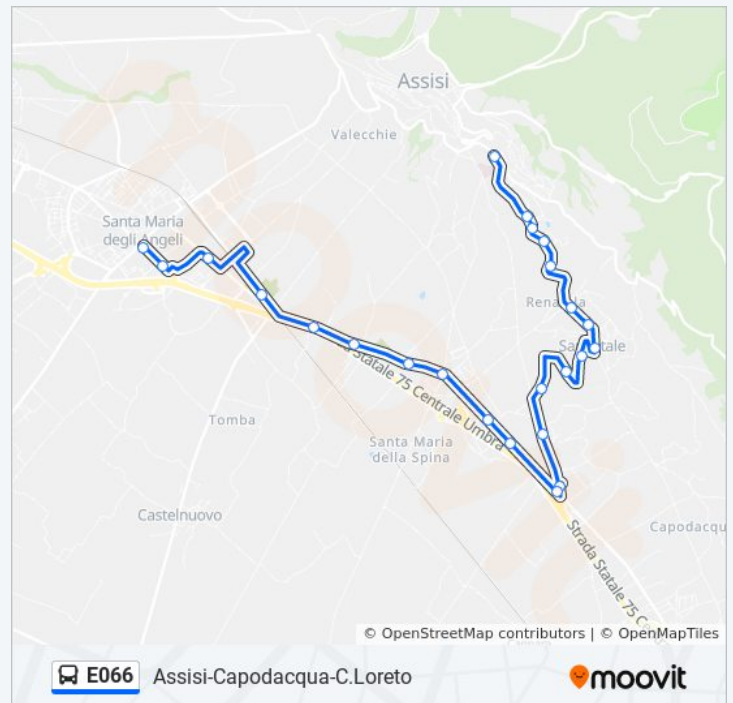 Assisi
Valecchie
Santa Maria
degli Angeli
Strada Statale 75 Centrale Umbra
Tomba
Santa Maria
della Spina
Castelnuovo
Capodacqu
Strada Statale 75 Ce
© OpenStreetMap contributors | © OpenMapTiles
E066 Assisi-Capodacqua-C.Loreto
moovit